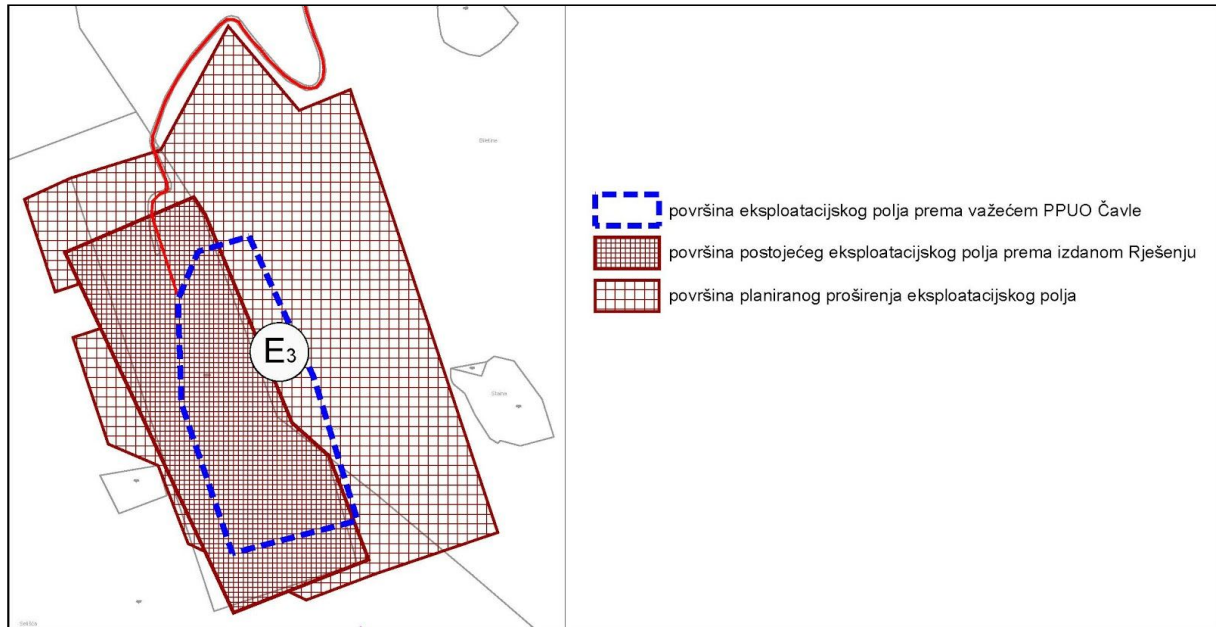 E3
površina eksploatacijskog polja prema važećem PPUO Čavle
površina postojećeg eksploatacijskog polja prema izdanom Rješenju
površina planiranog proširenja eksploatacijskog polja